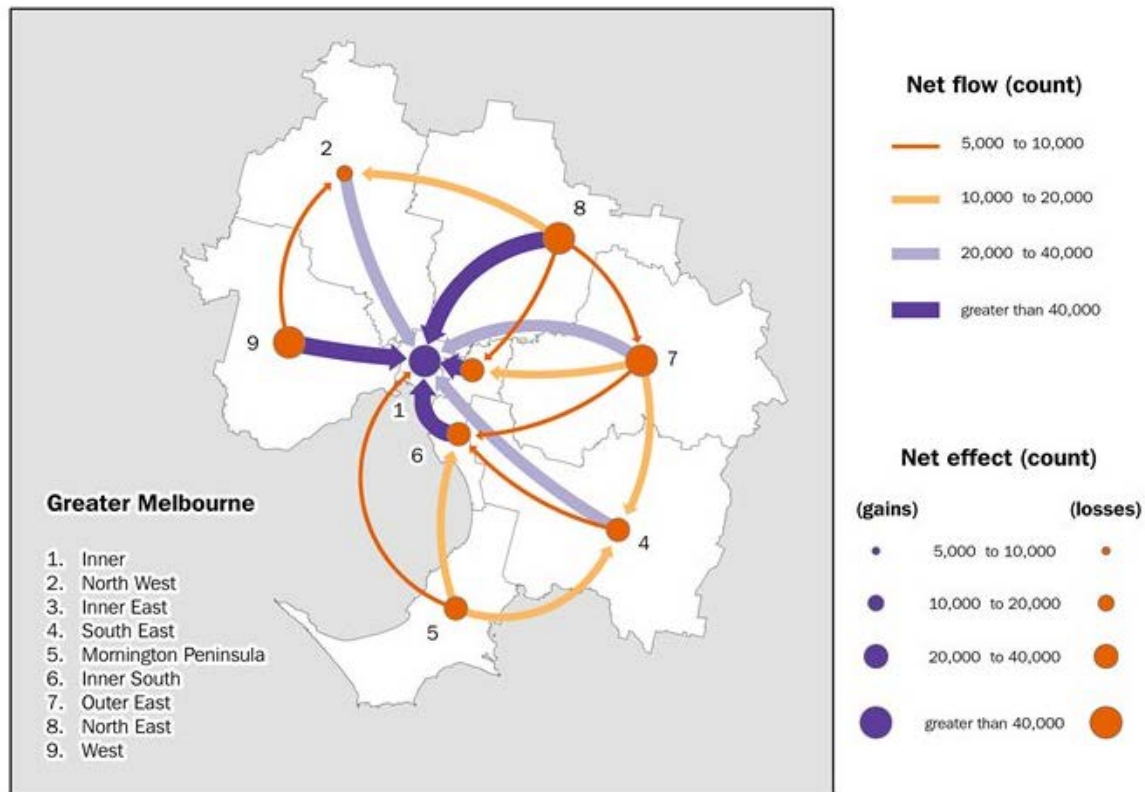 2
8
9
7
1
6
4
5
Greater Melbourne
1. Inner
2. North West
3. Inner East
4. South East
5. Mornington Peninsula
6. Inner South
7. Outer East
8. North East
9. West
Net flow (count)
5,000 to 10,000
10,000 to 20,000
20,000 to 40,000
greater than 40,000
Net effect (count)
(gains) (losses)
5,000 to 10,000
10,000 to 20,000
20,000 to 40,000
greater than 40,000